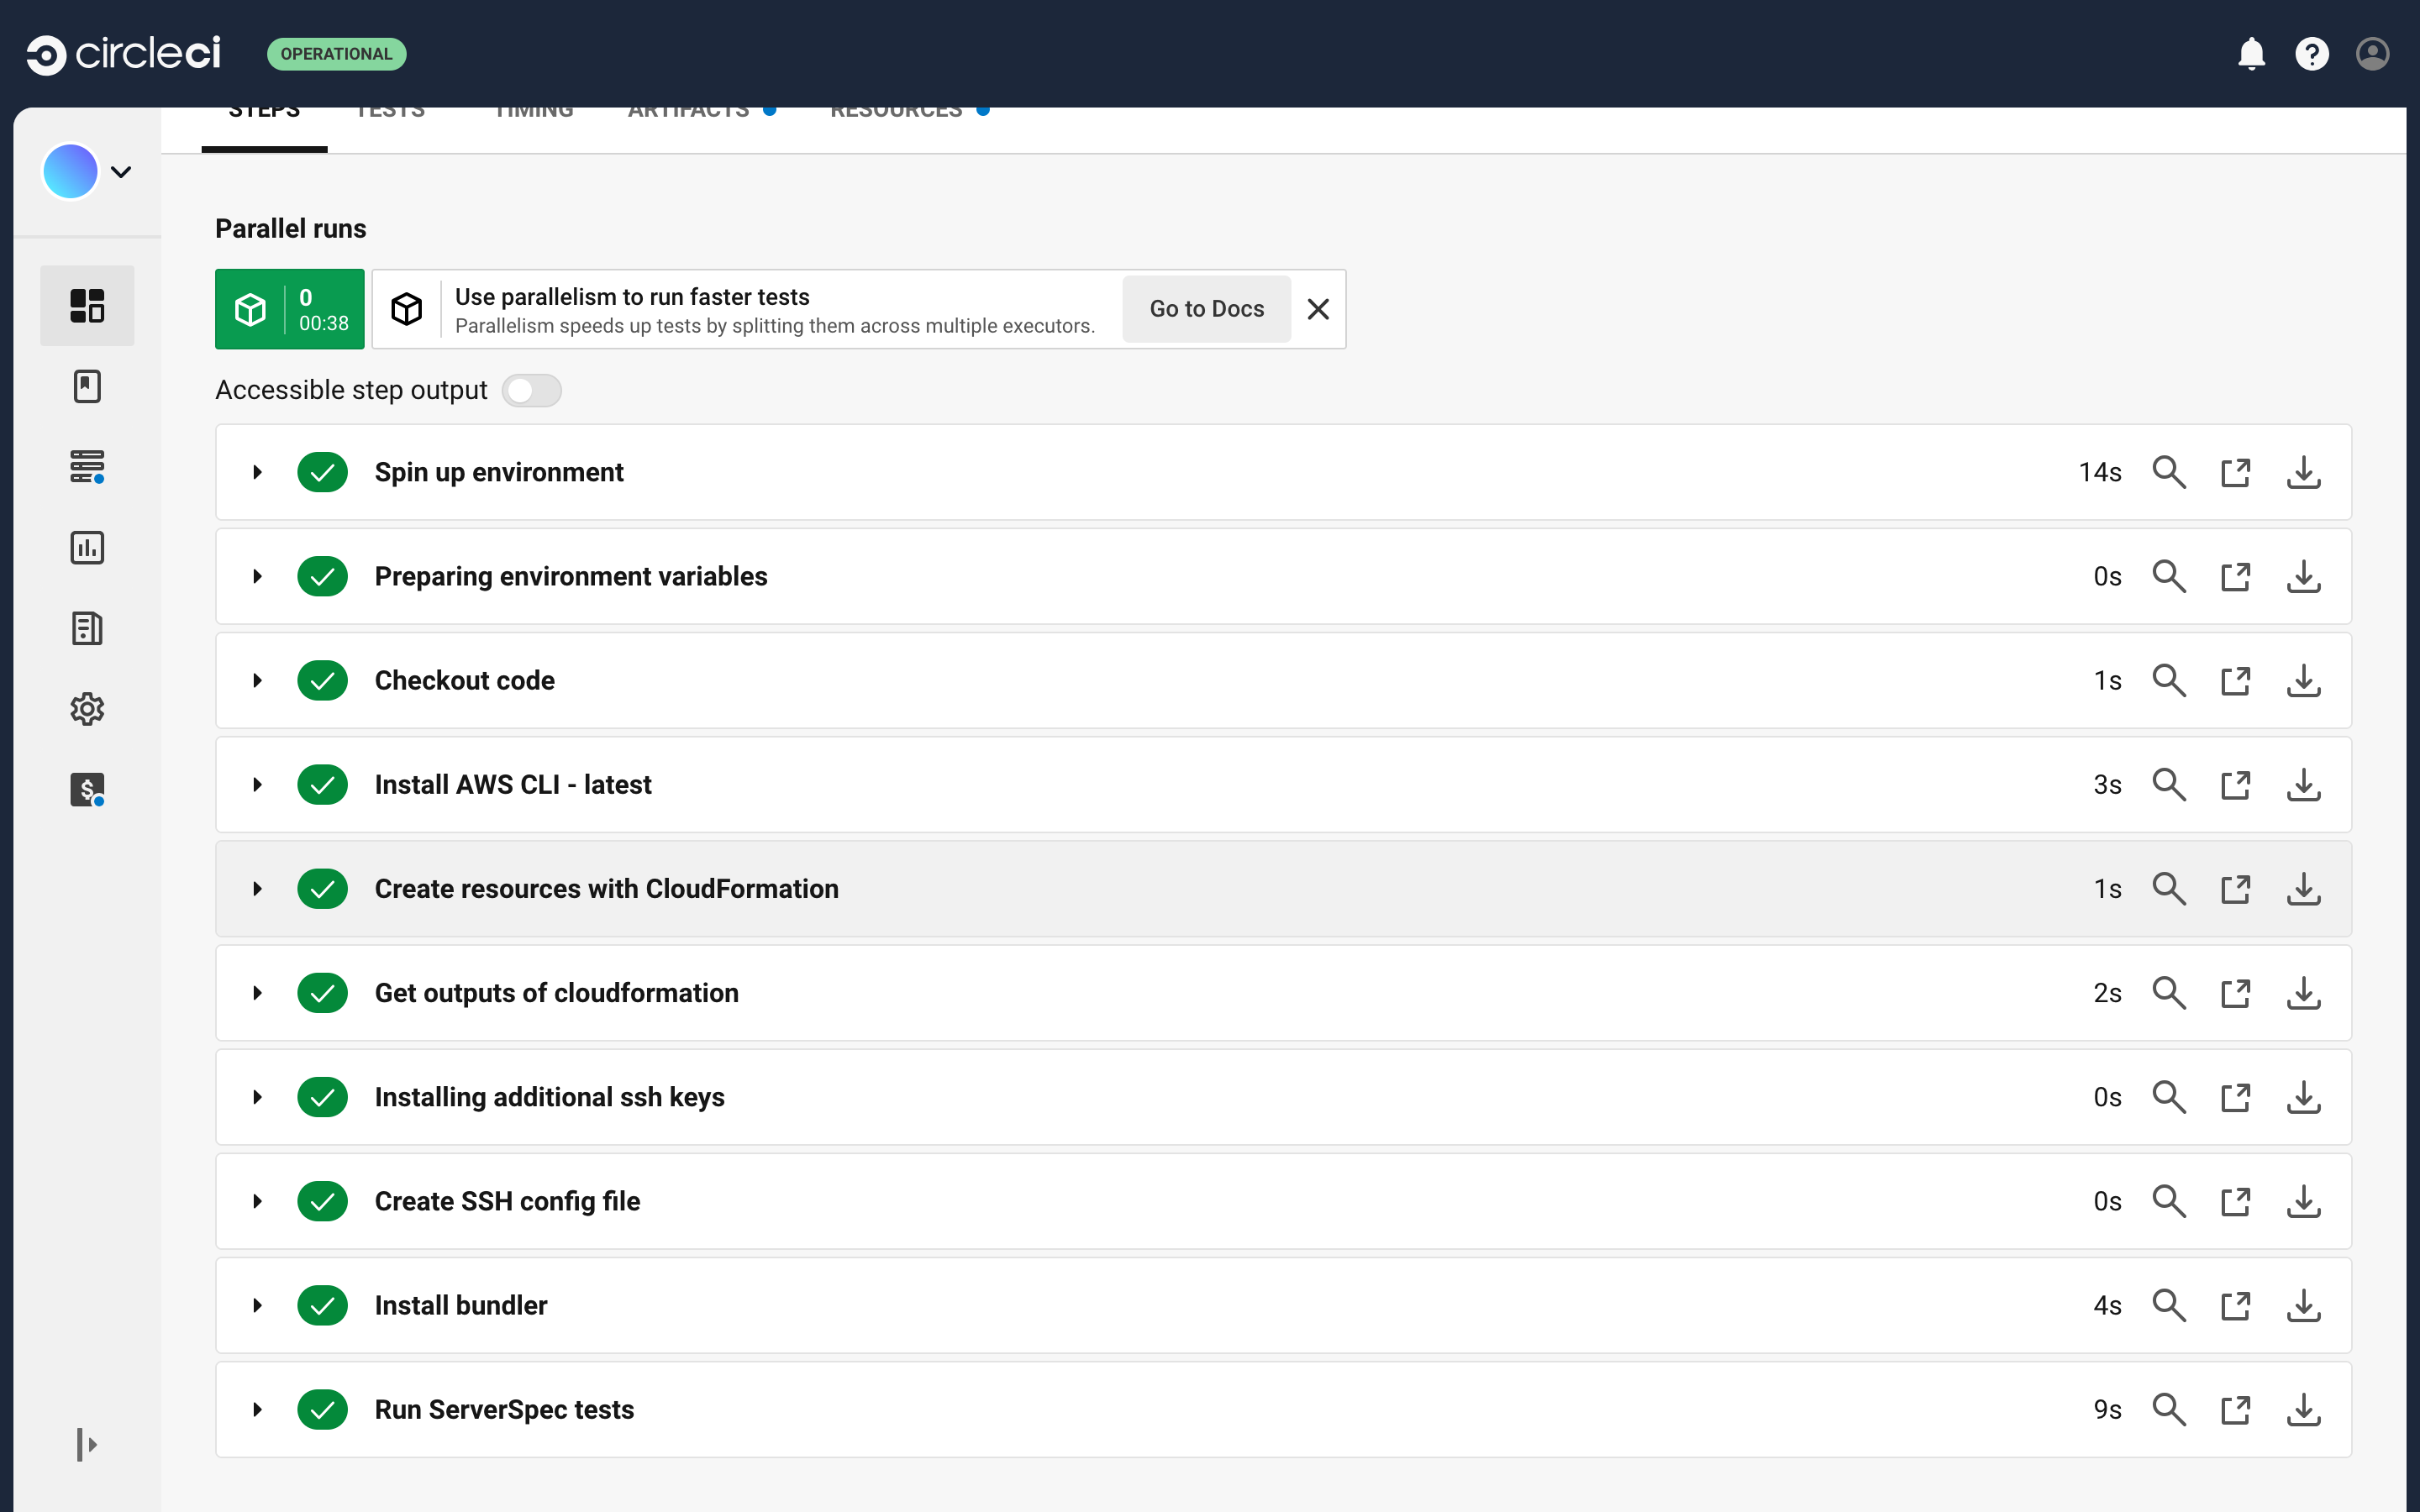 circleci OPERATIONAL
STEPS TESTS TIMING ARTIFACTS RESOURCES
Parallel runs
0
00:38
Use parallelism to run faster tests
Parallelism speeds up tests by splitting them across multiple executors.
Go to Docs
Accessible step output
Spin up environment 14s
Preparing environment variables 0s
Checkout code 1s
Install AWS CLI - latest 3s
Create resources with CloudFormation 1s
Get outputs of cloudformation 2s
Installing additional ssh keys 0s
Create SSH config file 0s
Install bundler 4s
Run ServerSpec tests 9s